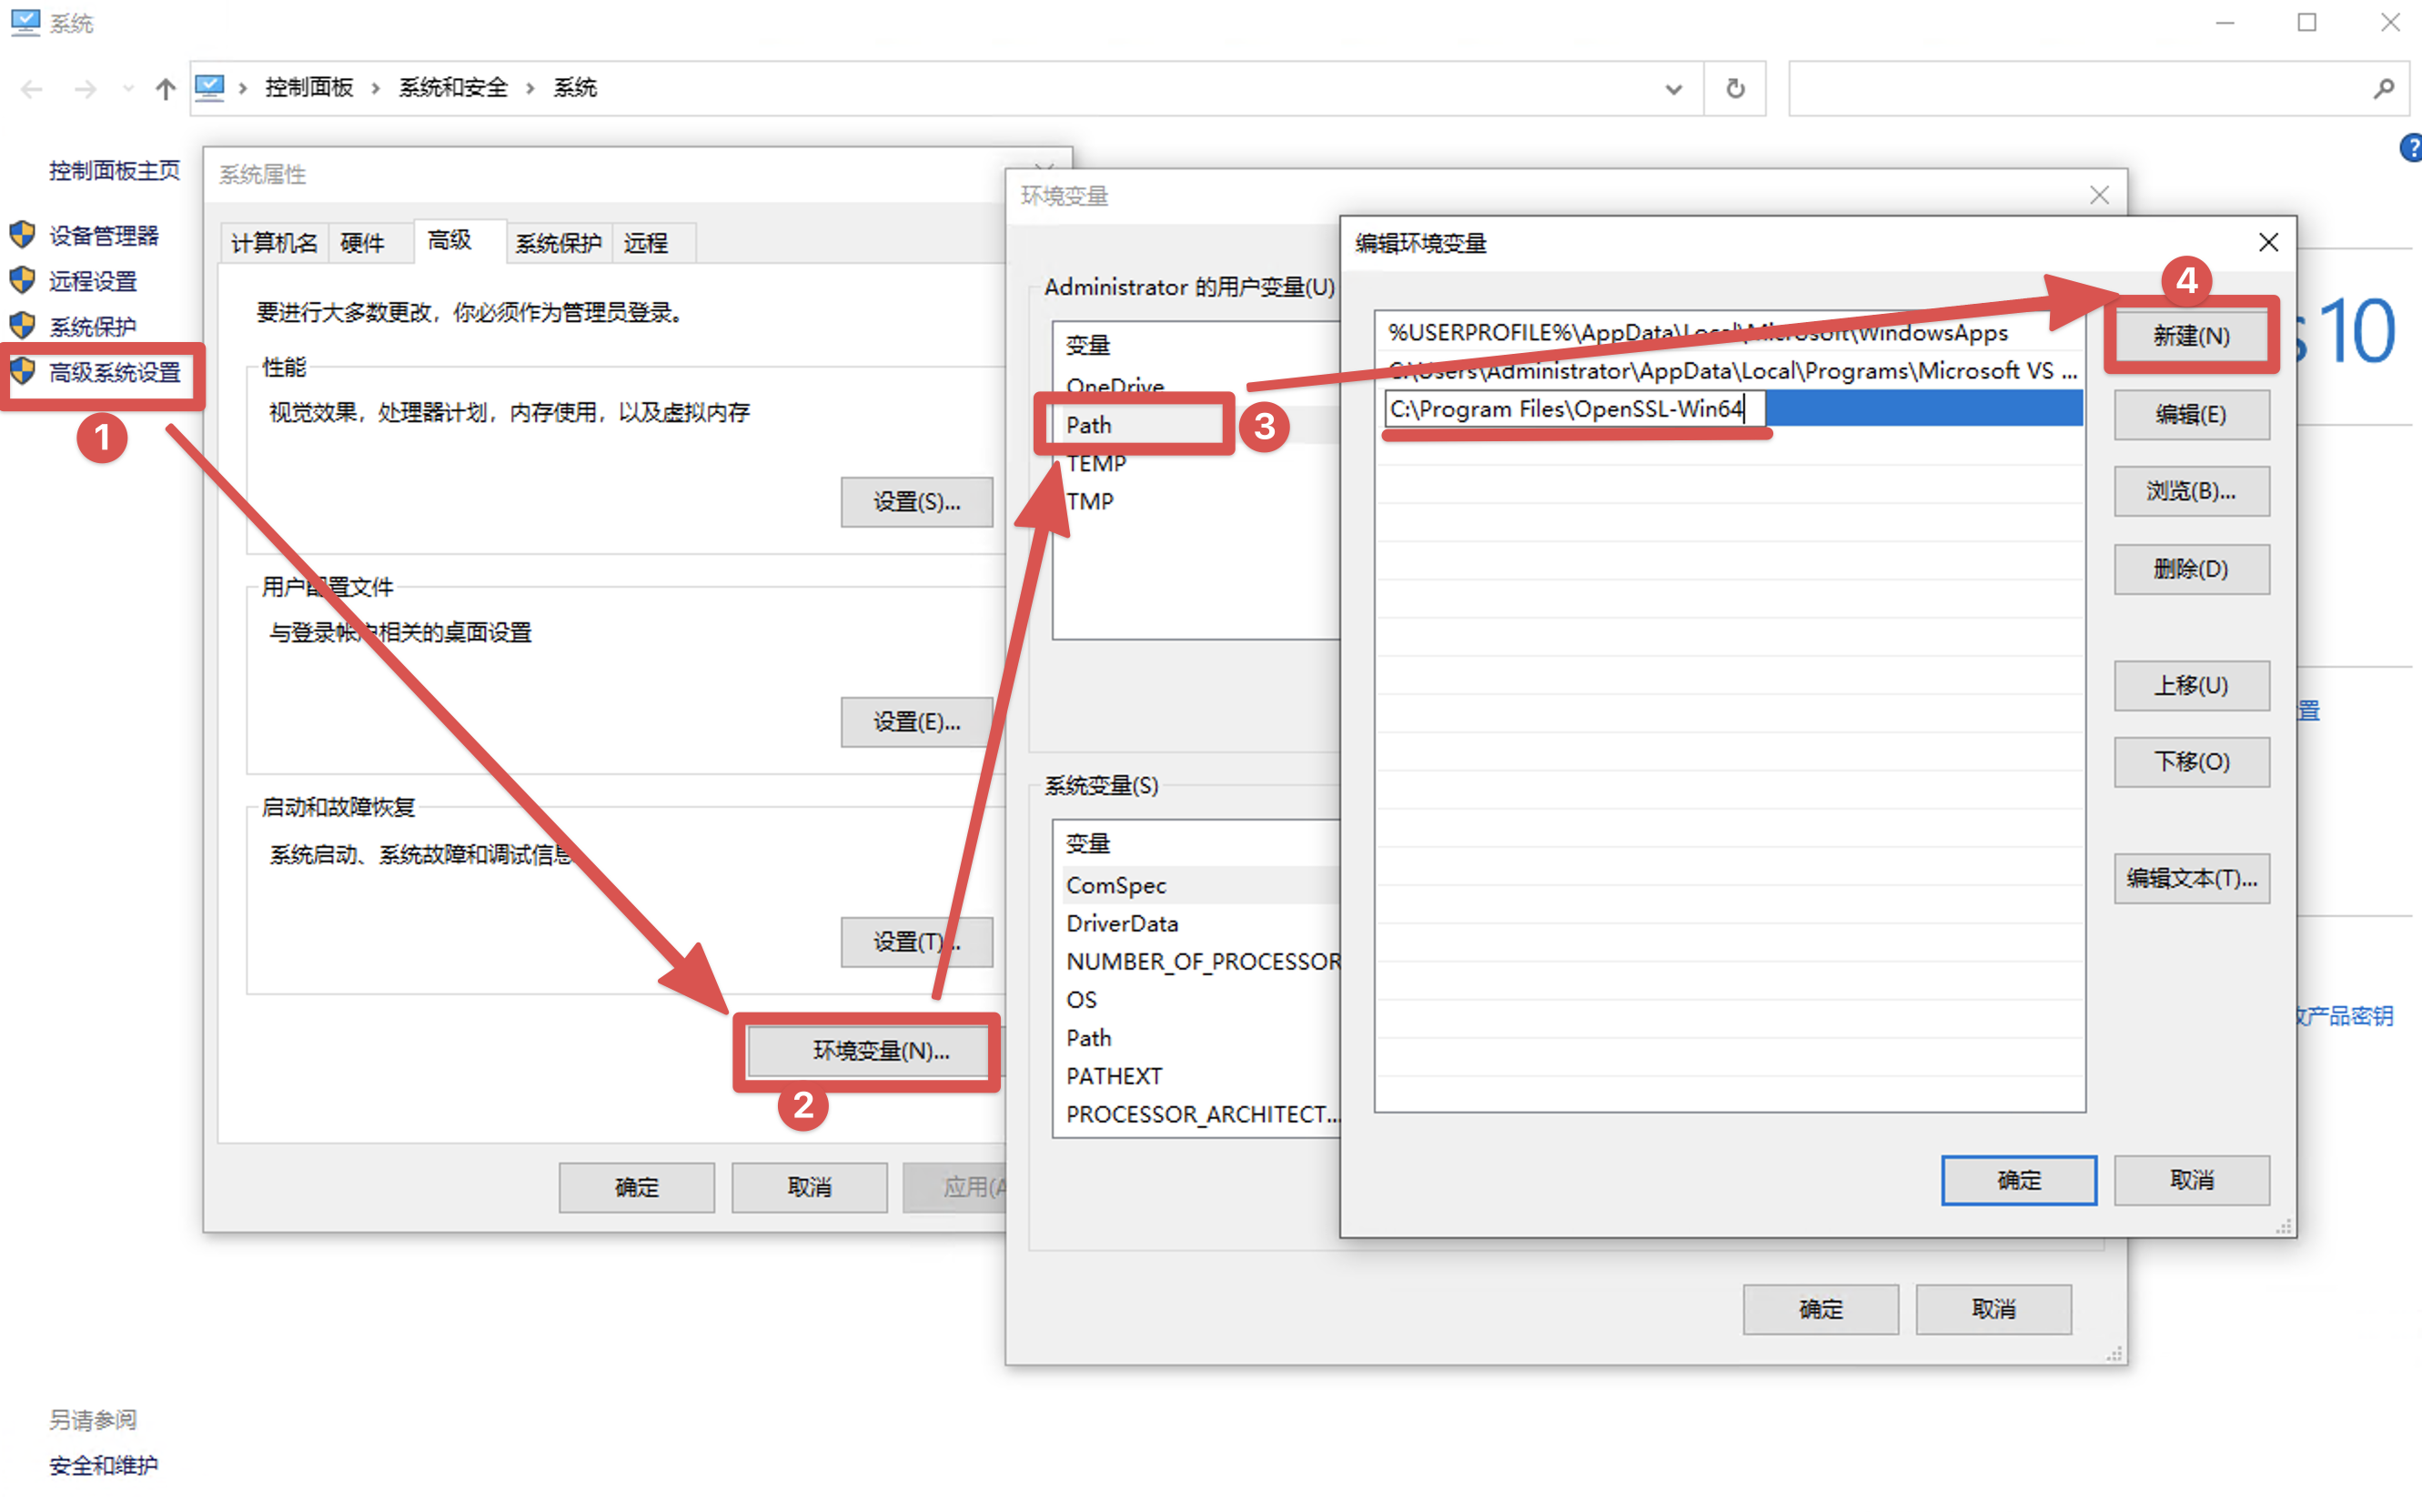 系统
控制面板 › 系统和安全 › 系统
控制面板主页
设备管理器
远程设置
系统保护
高级系统设置
1
另请参阅
安全和维护
系统属性
计算机名 硬件 高级 系统保护 远程
要进行大多数更改，你必须作为管理员登录。
性能
视觉效果，处理器计划，内存使用，以及虚拟内存
设置(S)...
用户配置文件
与登录帐户相关的桌面设置
设置(E)...
启动和故障恢复
系统启动、系统故障和调试信息
设置(T)...
环境变量(N)...
2
确定 取消 应用(A
环境变量
Administrator 的用户变量(U)
变量
OneDrive
Path
3
TEMP
TMP
系统变量(S)
变量
ComSpec
DriverData
NUMBER_OF_PROCESSOR
OS
Path
PATHEXT
PROCESSOR_ARCHITECT...
确定 取消
编辑环境变量
%USERPROFILE%\AppData\Local\Microsoft\WindowsApps
C:\Users\Administrator\AppData\Local\Programs\Microsoft VS ...
C:\Program Files\OpenSSL-Win64
4
新建(N)
编辑(E)
浏览(B)...
删除(D)
上移(U)
下移(O)
编辑文本(T)...
确定 取消
?
s 10
置
产品密钥